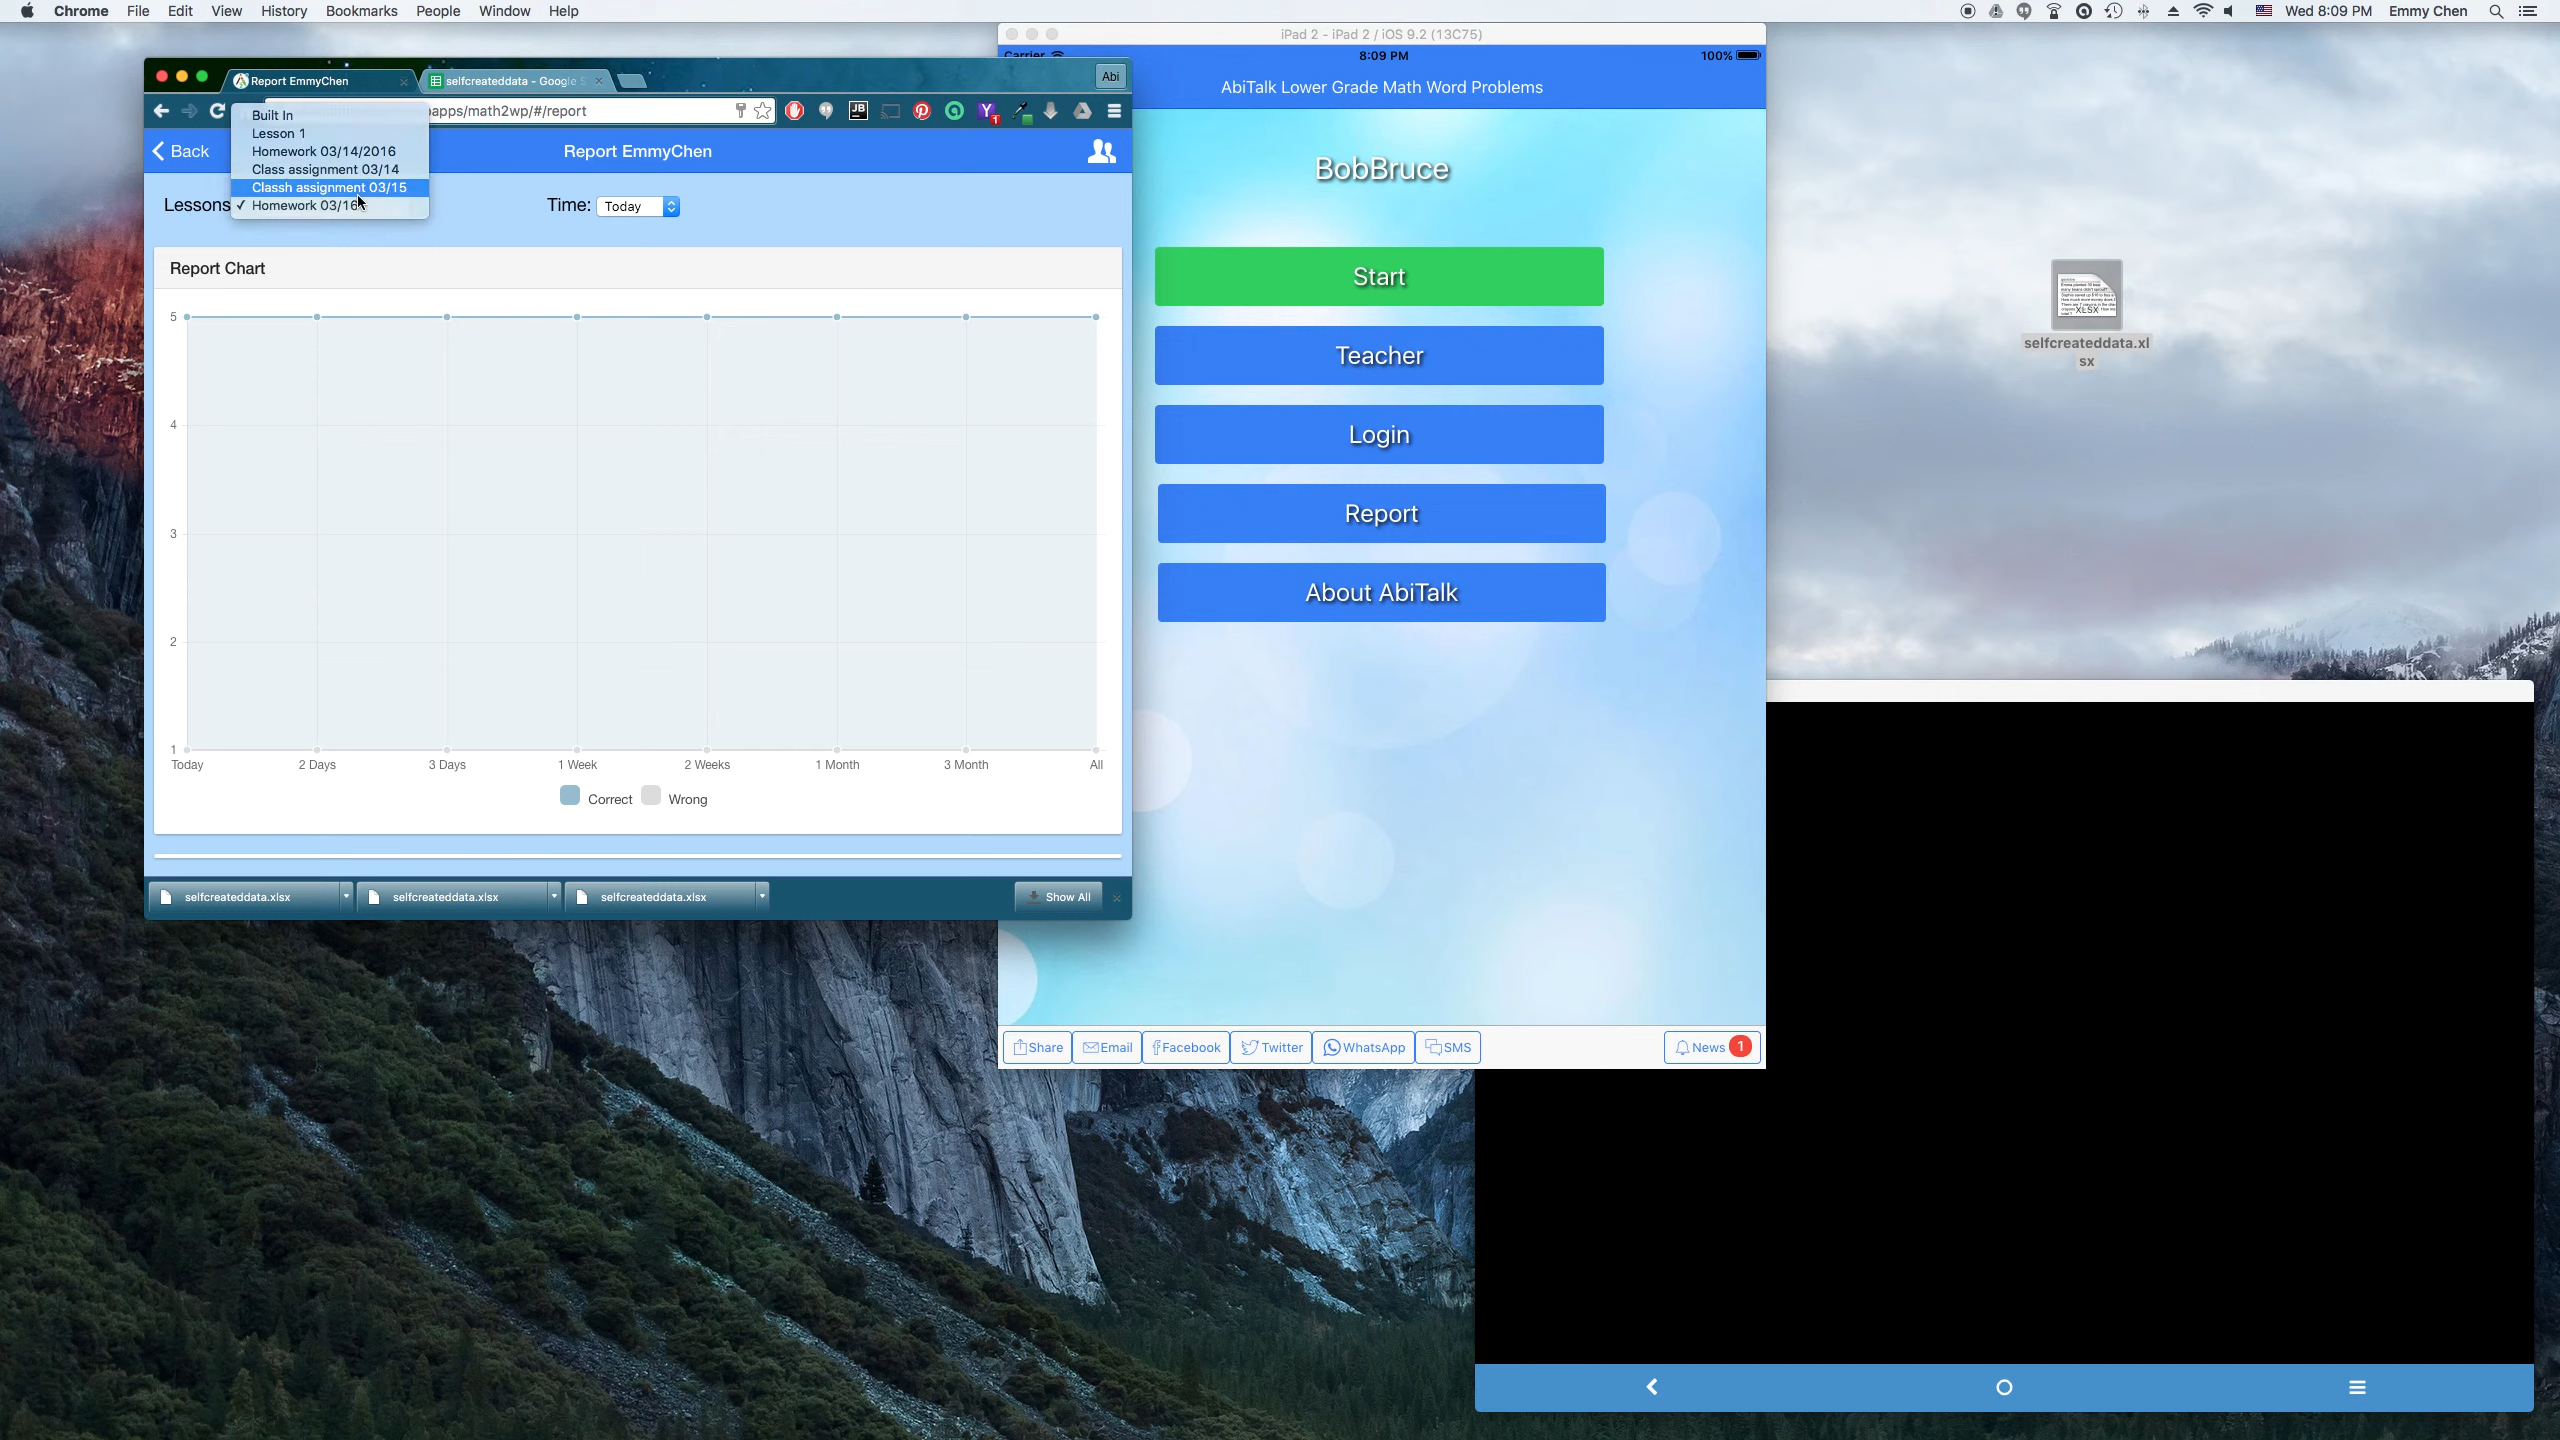 Chrome File Edit View History Bookmarks People Window Help
Wed 8:09 PM Emmy Chen
iPad 2 - iPad 2 / iOS 9.2 (13C75)
Carrier 8:09 PM 100%
AbiTalk Lower Grade Math Word Problems
Report EmmyChen
selfcreateddata - Google S
Abi
apps/math2wp/#/report
JB
1
Built In
Lesson 1
Homework 03/14/2016
Class assignment 03/14
Classh assignment 03/15
✓ Homework 03/16
Back
Report EmmyChen
Lessons
Time: Today
Report Chart
5
4
3
2
1
Today 2 Days 3 Days 1 Week 2 Weeks 1 Month 3 Month All
Correct Wrong
selfcreateddata.xlsx
selfcreateddata.xlsx
selfcreateddata.xlsx
Show All
BobBruce
Start
Teacher
Login
Report
About AbiTalk
Share Email Facebook Twitter WhatsApp SMS
News 1
XLSX
selfcreateddata.xl
sx